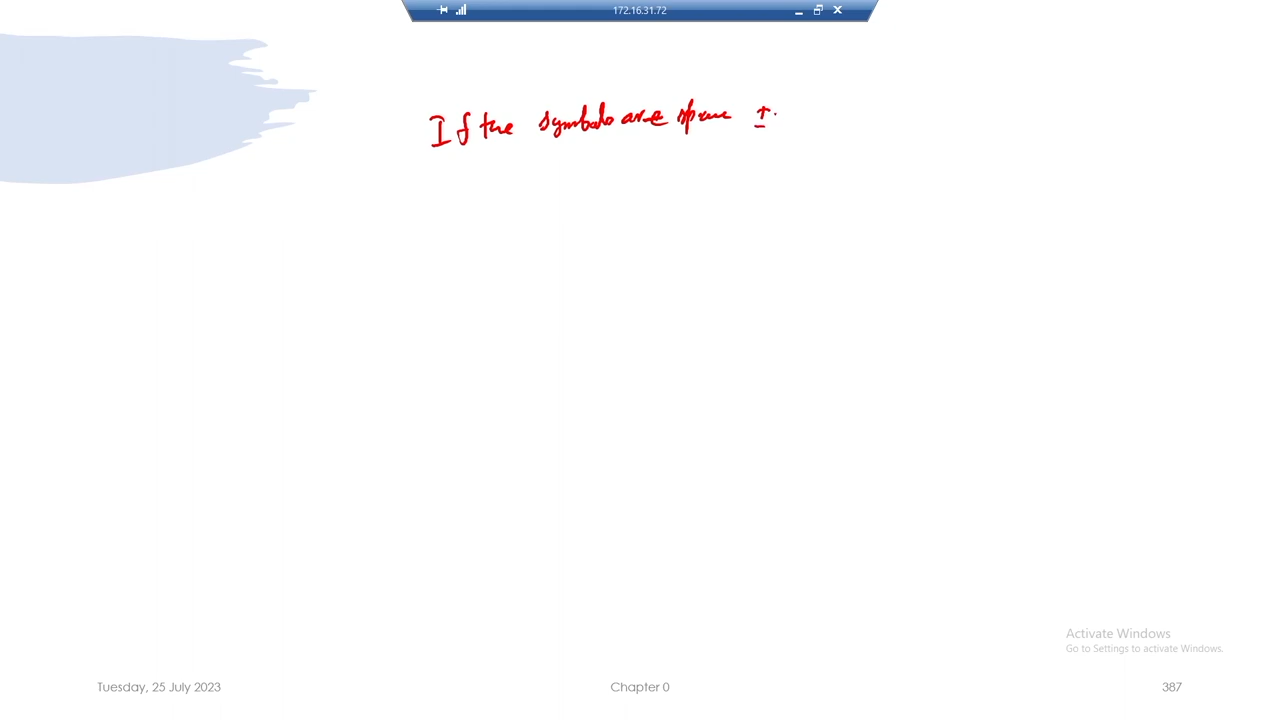 172.16.31.72
If the symbols are
Activate Windows
Go to Settings to activate Windows.
Tuesday, 25 July 2023
Chapter 0
387